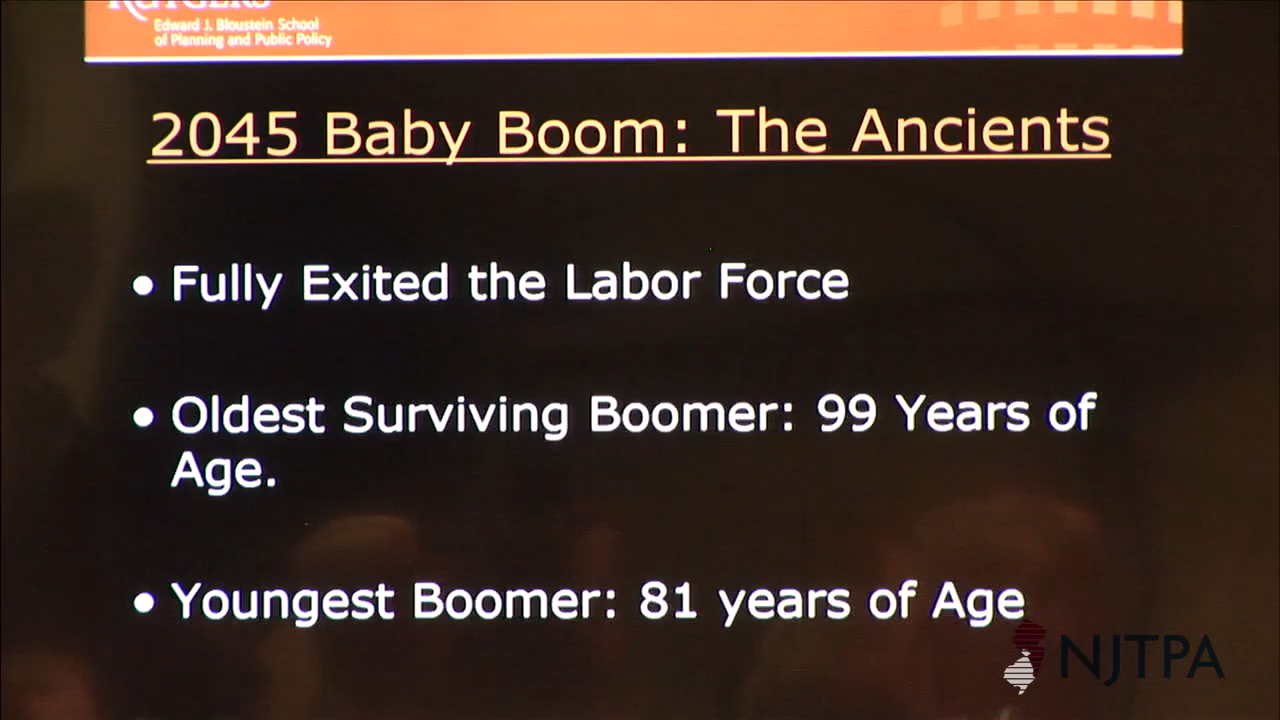 RUTGERS
Edward J. Bloustein School
of Planning and Public Policy
2045 Baby Boom: The Ancients
• Fully Exited the Labor Force
• Oldest Surviving Boomer: 99 Years of
Age.
• Youngest Boomer: 81 years of Age
NJTPA